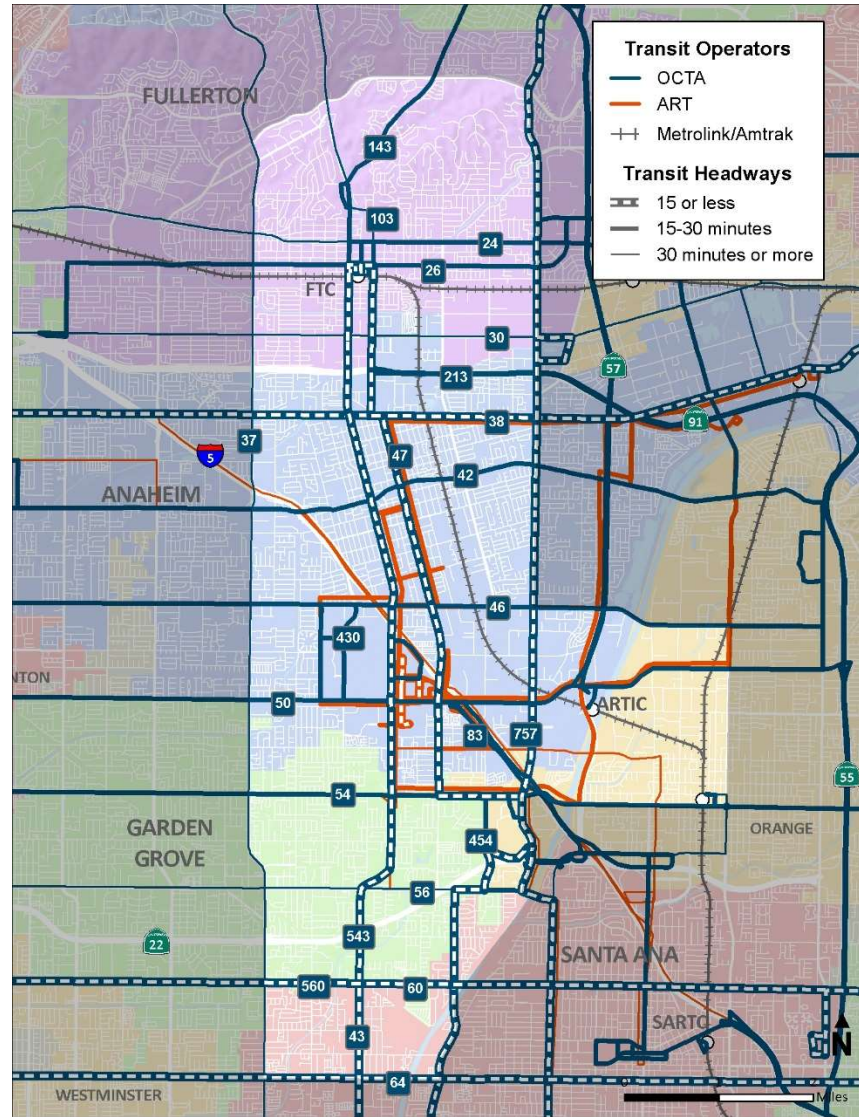 Transit Operators
OCTA
ART
Metrolink/Amtrak
Transit Headways
15 or less
15-30 minutes
30 minutes or more
FULLERTON
143
103
24
26
FTC
30
57
213
38
91
37
47
5
42
ANAHEIM
46
430
NTON
50
ARTIC
83
757
55
54
ORANGE
GARDEN
GROVE
454
56
22
543
SANTA ANA
560
60
SARTC
43
N
64
WESTMINSTER
Miles